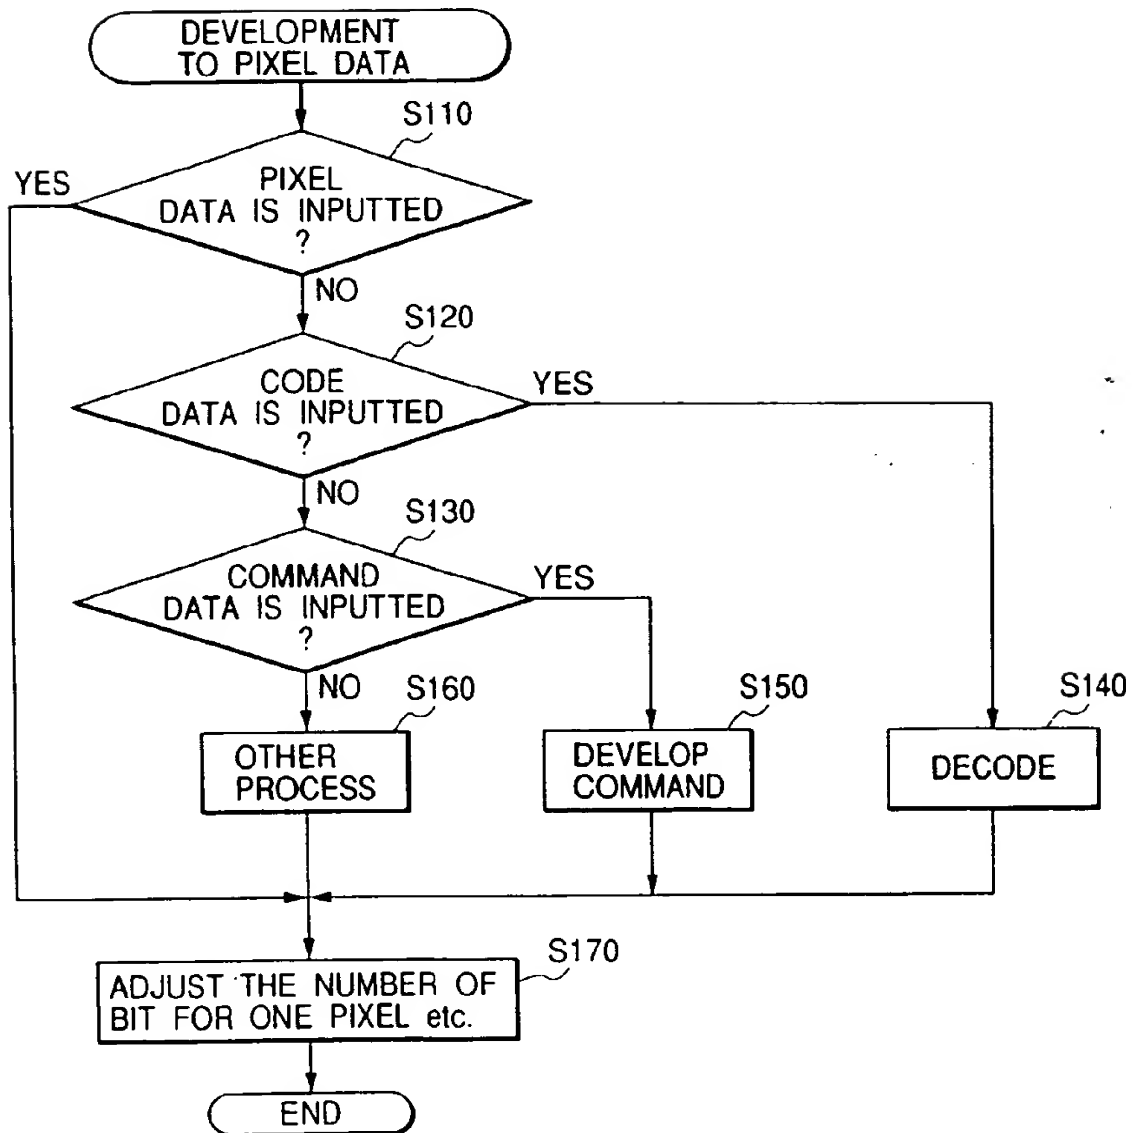 DEVELOPMENT
TO PIXEL DATA
S110
YES
PIXEL
DATA IS INPUTTED
?
NO
S120
CODE
DATA IS INPUTTED
?
YES
NO
S130
COMMAND
DATA IS INPUTTED
?
YES
NO
S160
OTHER
PROCESS
S150
DEVELOP
COMMAND
S140
DECODE
S170
ADJUST THE NUMBER OF
BIT FOR ONE PIXEL etc.
END